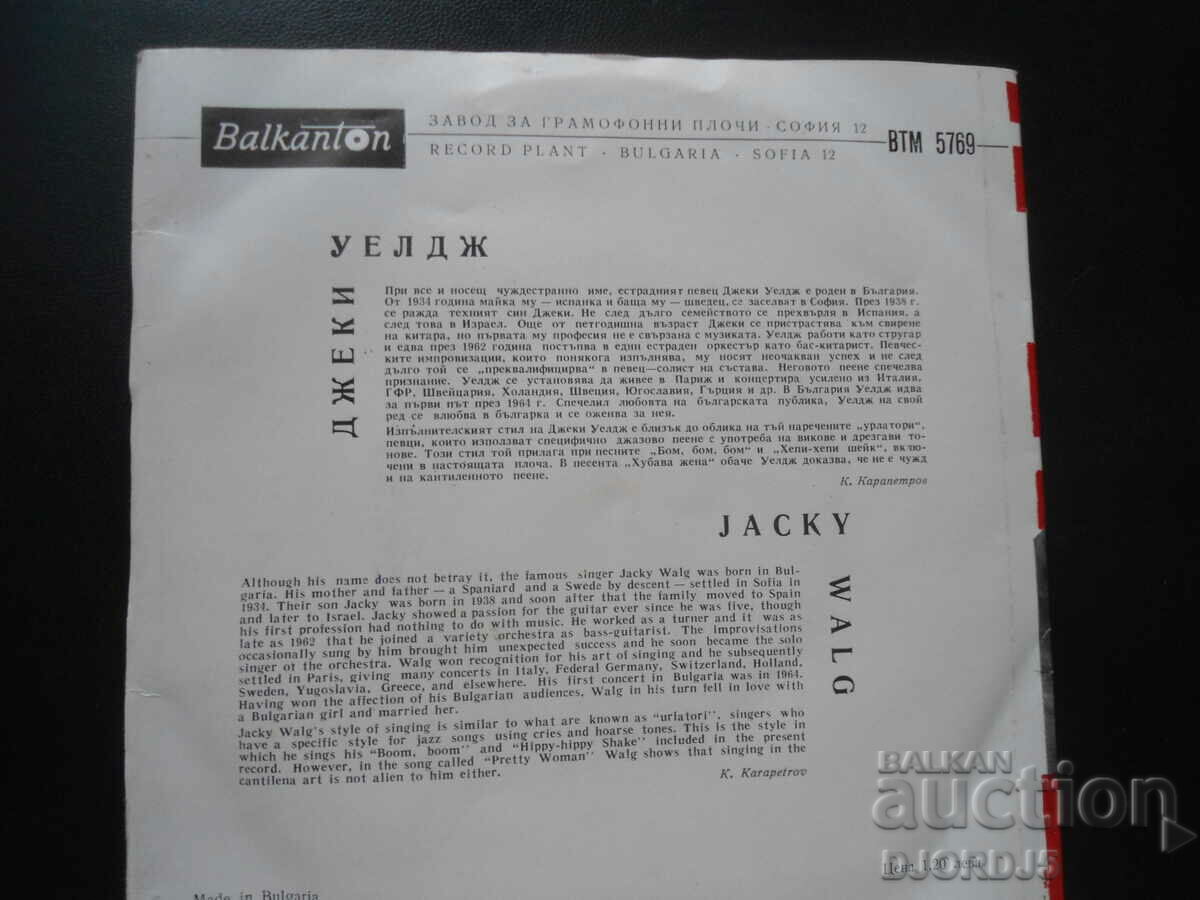 Balkanton
ЗАВОД ЗА ГРАМОФОННИ ПЛОЧИ · СОФИЯ 12
RECORD PLANT · BULGARIA · SOFIA 12
ВТМ 5769
ДЖЕКИ
УЕЛДЖ
При все и носещ чуждестранно име, естрадният певец Джеки Уелдж е роден в България.
От 1934 година майка му — испанка и баща му — шведец, се заселват в София. През 1938 г.
се ражда техният син Джеки. Не след дълго семейството се прехвърля в Испания, а
след това в Израел. Още от петгодишна възраст Джеки се пристрастява към свирене
на китара, но първата му професия не е свързана с музиката. Уелдж работи като стругар
и едва през 1962 година постъпва в един естраден оркестър като бас-китарист. Певчес-
ките импровизации, които понякога изпълнява, му носят неочакван успех и не след
дълго той се „преквалифицирва“ в певец—солист на състава. Неговото пеене спечелва
признание. Уелдж се установява да живее в Париж и концертира усилено из Италия,
ГФР, Швейцария, Холандия, Швеция, Югославия, Гърция и др. В България Уелдж идва
за първи път през 1964 г. Спечелил любовта на българската публика, Уелдж на свой
ред се влюбва в българка и се оженва за нея.
Изпълнителският стил на Джеки Уелдж е близък до облика на тъй наречените „урлатори“,
певци, които използват специфично джазово пеене с употреба на викове и дрезгави то-
нове. Този стил той прилага при песните „Бом, бом, бом“ и „Хепи-хепи шейк“, вклю-
чени в настоящата плоча. В песента „Хубава жена“ обаче Уелдж доказва, че не е чужд
и на кантиленното пеене.
К. Карапетров
JACKY
WALG
Although his name does not betray it, the famous singer Jacky Walg was born in Bul-
garia. His mother and father — a Spaniard and a Swede by descent — settled in Sofia in
1934. Their son Jacky was born in 1938 and soon after that the family moved to Spain
and later to Israel. Jacky showed a passion for the guitar ever since he was five, though
his first profession had nothing to do with music. He worked as a turner and it was as
late as 1962 that he joined a variety orchestra as bass-guitarist. The improvisations
occasionally sung by him brought him unexpected success and he soon became the solo
singer of the orchestra. Walg won recognition for his art of singing and he subsequently
settled in Paris, giving many concerts in Italy, Federal Germany, Switzerland, Holland,
Sweden, Yugoslavia, Greece, and elsewhere. His first concert in Bulgaria was in 1964.
Having won the affection of his Bulgarian audiences, Walg in his turn fell in love with
a Bulgarian girl and married her.
Jacky Walg's style of singing is similar to what are known as "urlatori", singers who
have a specific style for jazz songs using cries and hoarse tones. This is the style in
which he sings his "Boom, boom" and "Hippy-hippy Shake" included in the present
record. However, in the song called "Pretty Woman" Walg shows that singing in the
cantilena art is not alien to him either.
K. Karapetrov
Цена 1,20 лева
Made in Bulgaria
BALKAN
auction
DJORDJ5